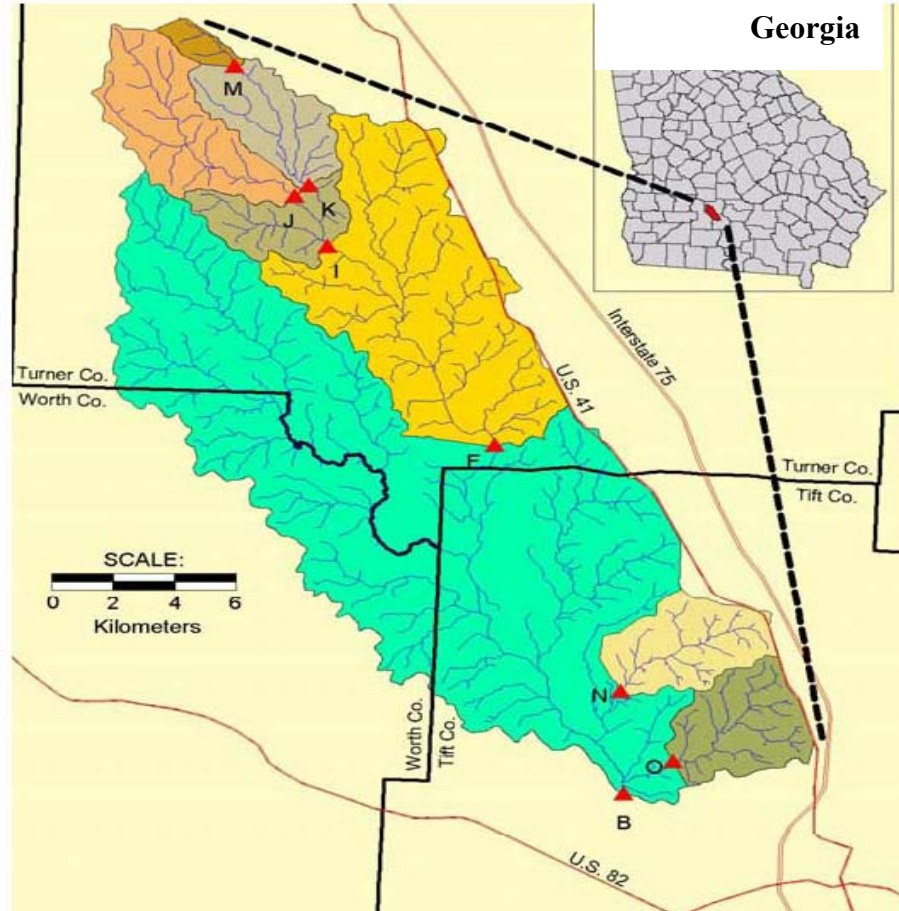 Georgia
M
K
J
I
Interstate 75
U.S. 41
Turner Co.
Worth Co.
F
Turner Co.
Tift Co.
SCALE:
0 2 4 6
Kilometers
N
Worth Co.
Tift Co.
O
B
U.S. 82